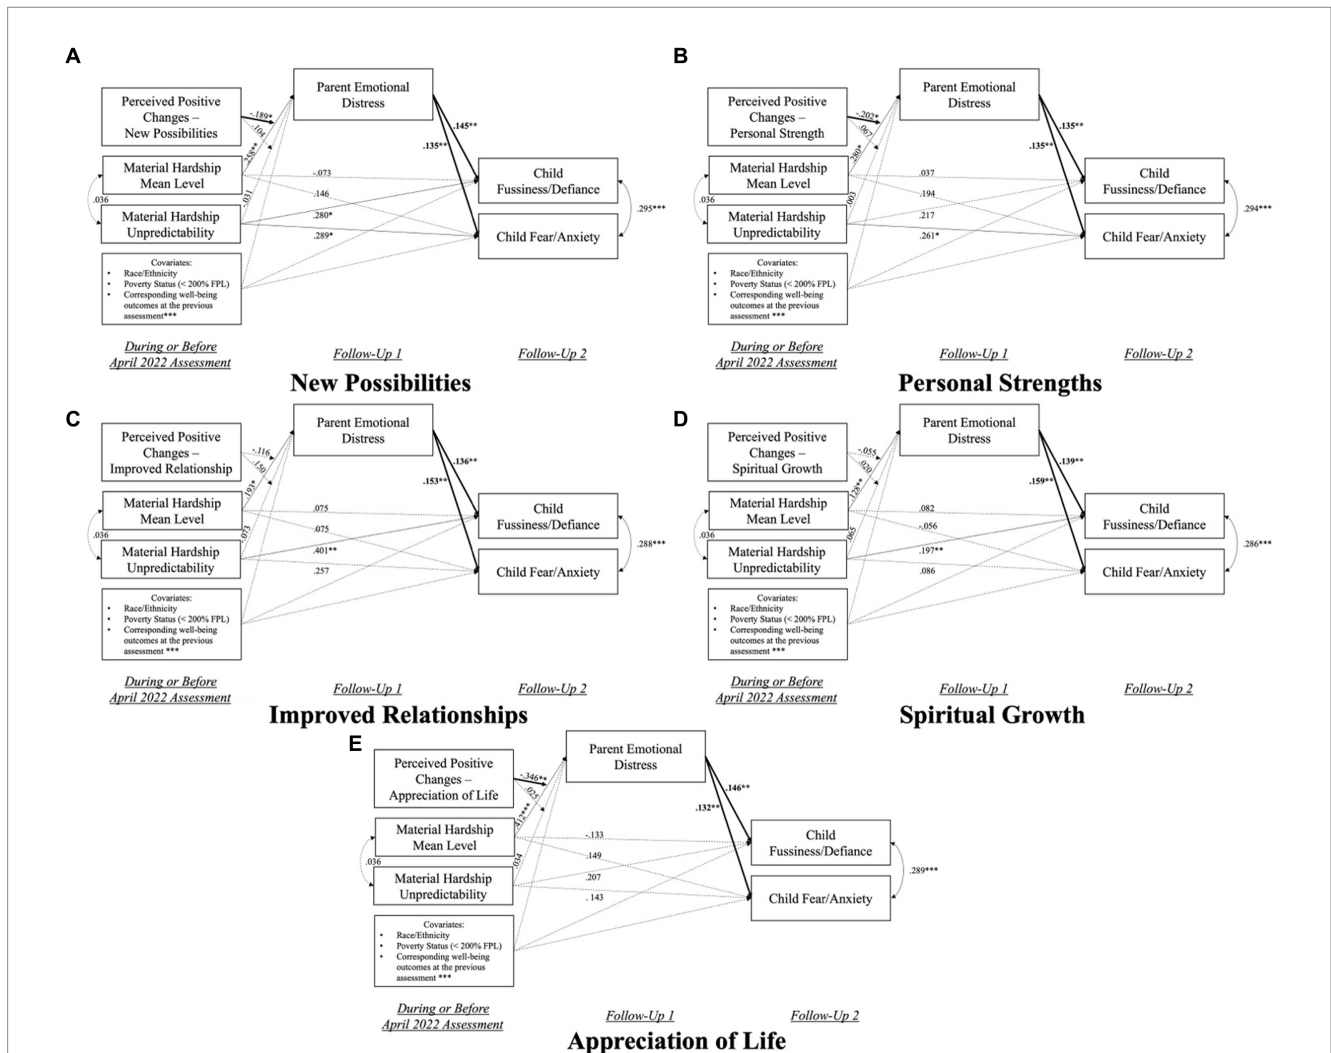 A
Perceived Positive
Changes –
New Possibilities
Material Hardship
Mean Level
Material Hardship
Unpredictability
Covariates:
• Race/Ethnicity
• Poverty Status (< 200% FPL)
• Corresponding well-being
outcomes at the previous
assessment***
Parent Emotional
Distress
Child
Fussiness/Defiance
Child Fear/Anxiety
-.189*
.104
.258**
-.031
.036
-.073
.146
.280*
.289*
.145**
.135**
.295***
During or Before
April 2022 Assessment
Follow-Up 1
Follow-Up 2
New Possibilities
B
Perceived Positive
Changes –
Personal Strength
Material Hardship
Mean Level
Material Hardship
Unpredictability
Covariates:
• Race/Ethnicity
• Poverty Status (< 200% FPL)
• Corresponding well-being
outcomes at the previous
assessment ***
Parent Emotional
Distress
Child
Fussiness/Defiance
Child Fear/Anxiety
-.202*
.067
.280*
.003
.036
.037
.194
.217
.261*
.135**
.135**
.294***
During or Before
April 2022 Assessment
Follow-Up 1
Follow-Up 2
Personal Strengths
C
Perceived Positive
Changes –
Improved Relationship
Material Hardship
Mean Level
Material Hardship
Unpredictability
Covariates:
• Race/Ethnicity
• Poverty Status (< 200% FPL)
• Corresponding well-being
outcomes at the previous
assessment ***
Parent Emotional
Distress
Child
Fussiness/Defiance
Child Fear/Anxiety
-.116
.150
.193*
.036
.075
.075
.401**
.257
.136**
.153**
.288***
During or Before
April 2022 Assessment
Follow-Up 1
Follow-Up 2
Improved Relationships
D
Perceived Positive
Changes –
Spiritual Growth
Material Hardship
Mean Level
Material Hardship
Unpredictability
Covariates:
• Race/Ethnicity
• Poverty Status (< 200% FPL)
• Corresponding well-being
outcomes at the previous
assessment ***
Parent Emotional
Distress
Child
Fussiness/Defiance
Child Fear/Anxiety
-.055
.020
.128**
.065
.036
.082
-.056
.197**
.086
.139**
.159**
.286***
During or Before
April 2022 Assessment
Follow-Up 1
Follow-Up 2
Spiritual Growth
E
Perceived Positive
Changes –
Appreciation of Life
Material Hardship
Mean Level
Material Hardship
Unpredictability
Covariates:
• Race/Ethnicity
• Poverty Status (< 200% FPL)
• Corresponding well-being
outcomes at the previous
assessment ***
Parent Emotional
Distress
Child
Fussiness/Defiance
Child Fear/Anxiety
-.346**
.025
.412***
.036
-.133
.149
.207
. 143
.146**
.132**
.289***
During or Before
April 2022 Assessment
Follow-Up 1
Follow-Up 2
Appreciation of Life